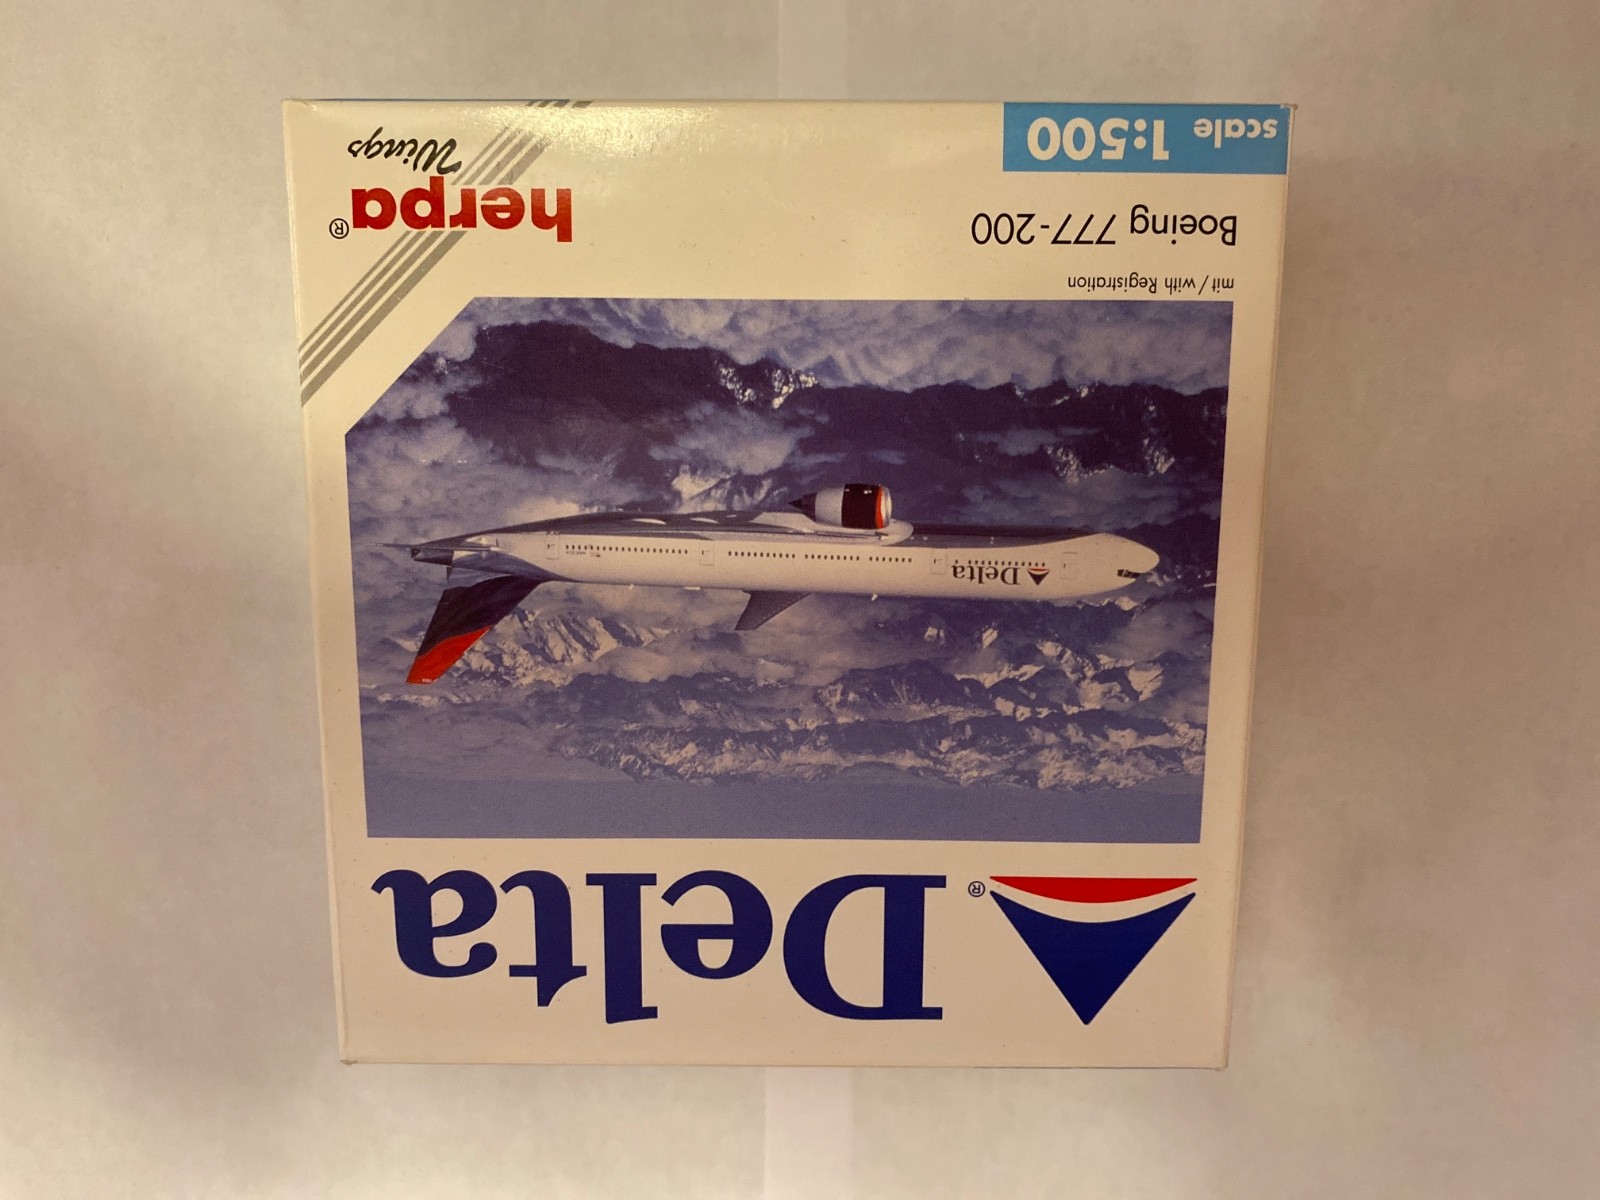 Delta®
Delta
mit / with Registration
Boeing 777-200
scale 1:500
herpa®
Wings